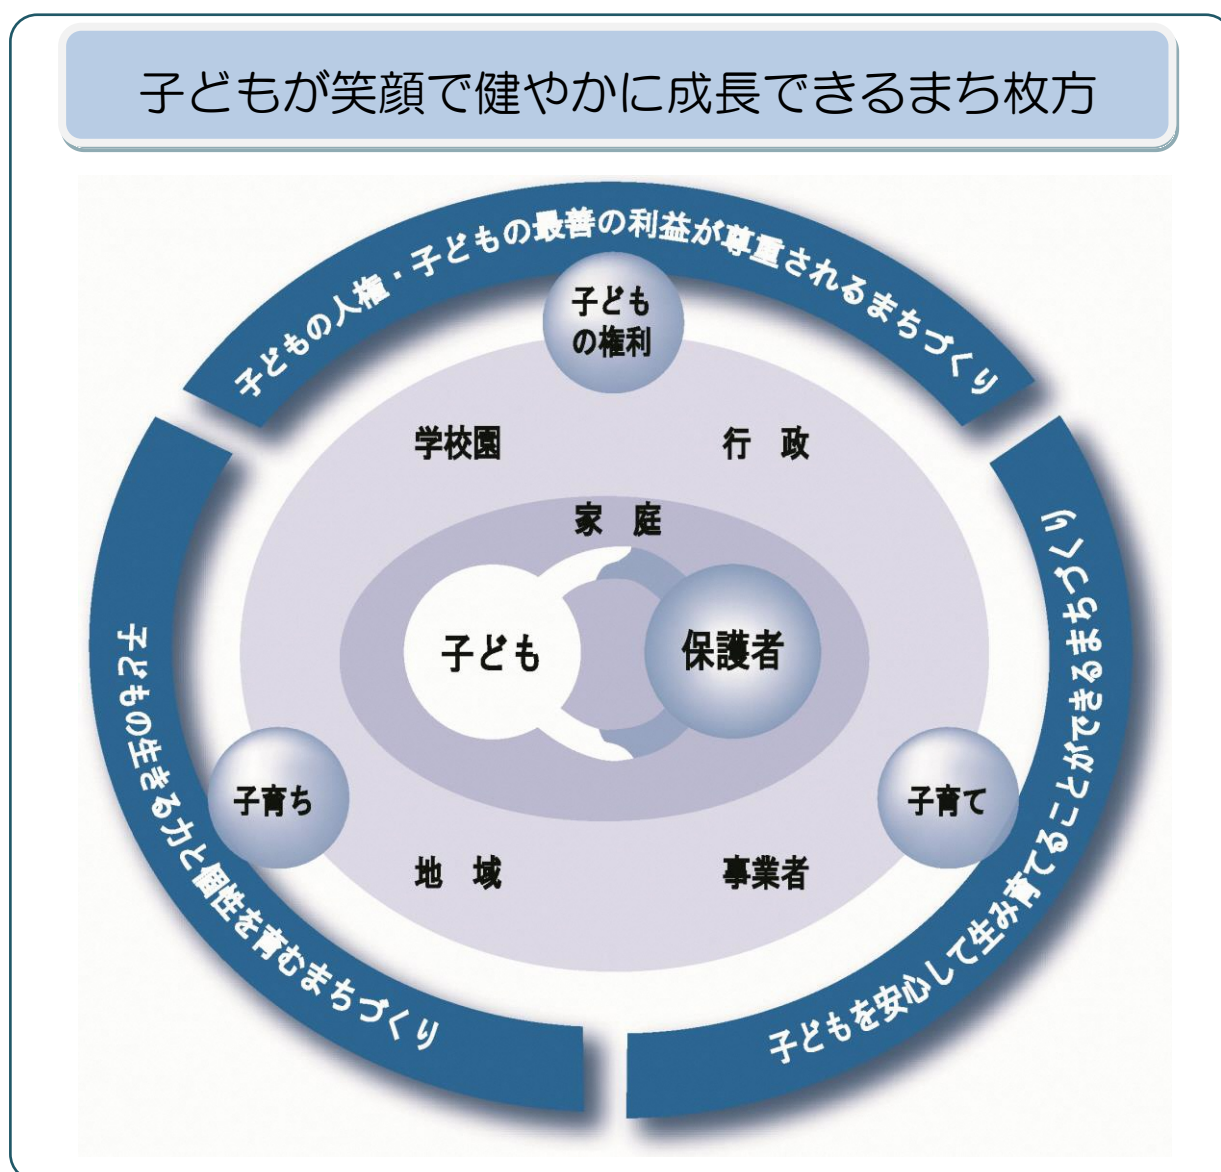 子どもが笑顔で健やかに成長できるまち枚方
子どもの人権・子どもの最善の利益が尊重されるまちづくり
子ども
の権利
学校園
行　政
家　庭
子ども
保護者
子育ち
子育て
地　域
事業者
子どもの生きる力と個性を育むまちづくり
子どもを安心して生み育てることができるまちづくり